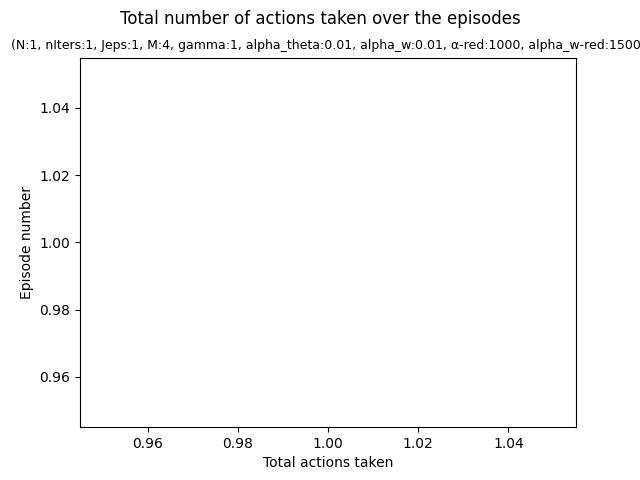 Total number of actions taken over the episodes
(N:1, nIters:1, Jeps:1, M:4, gamma:1, alpha_theta:0.01, alpha_w:0.01, α-red:1000, alpha_w-red:1500
1.04
1.02
1.00
0.98
0.96
Episode number
0.96 0.98 1.00 1.02 1.04
Total actions taken